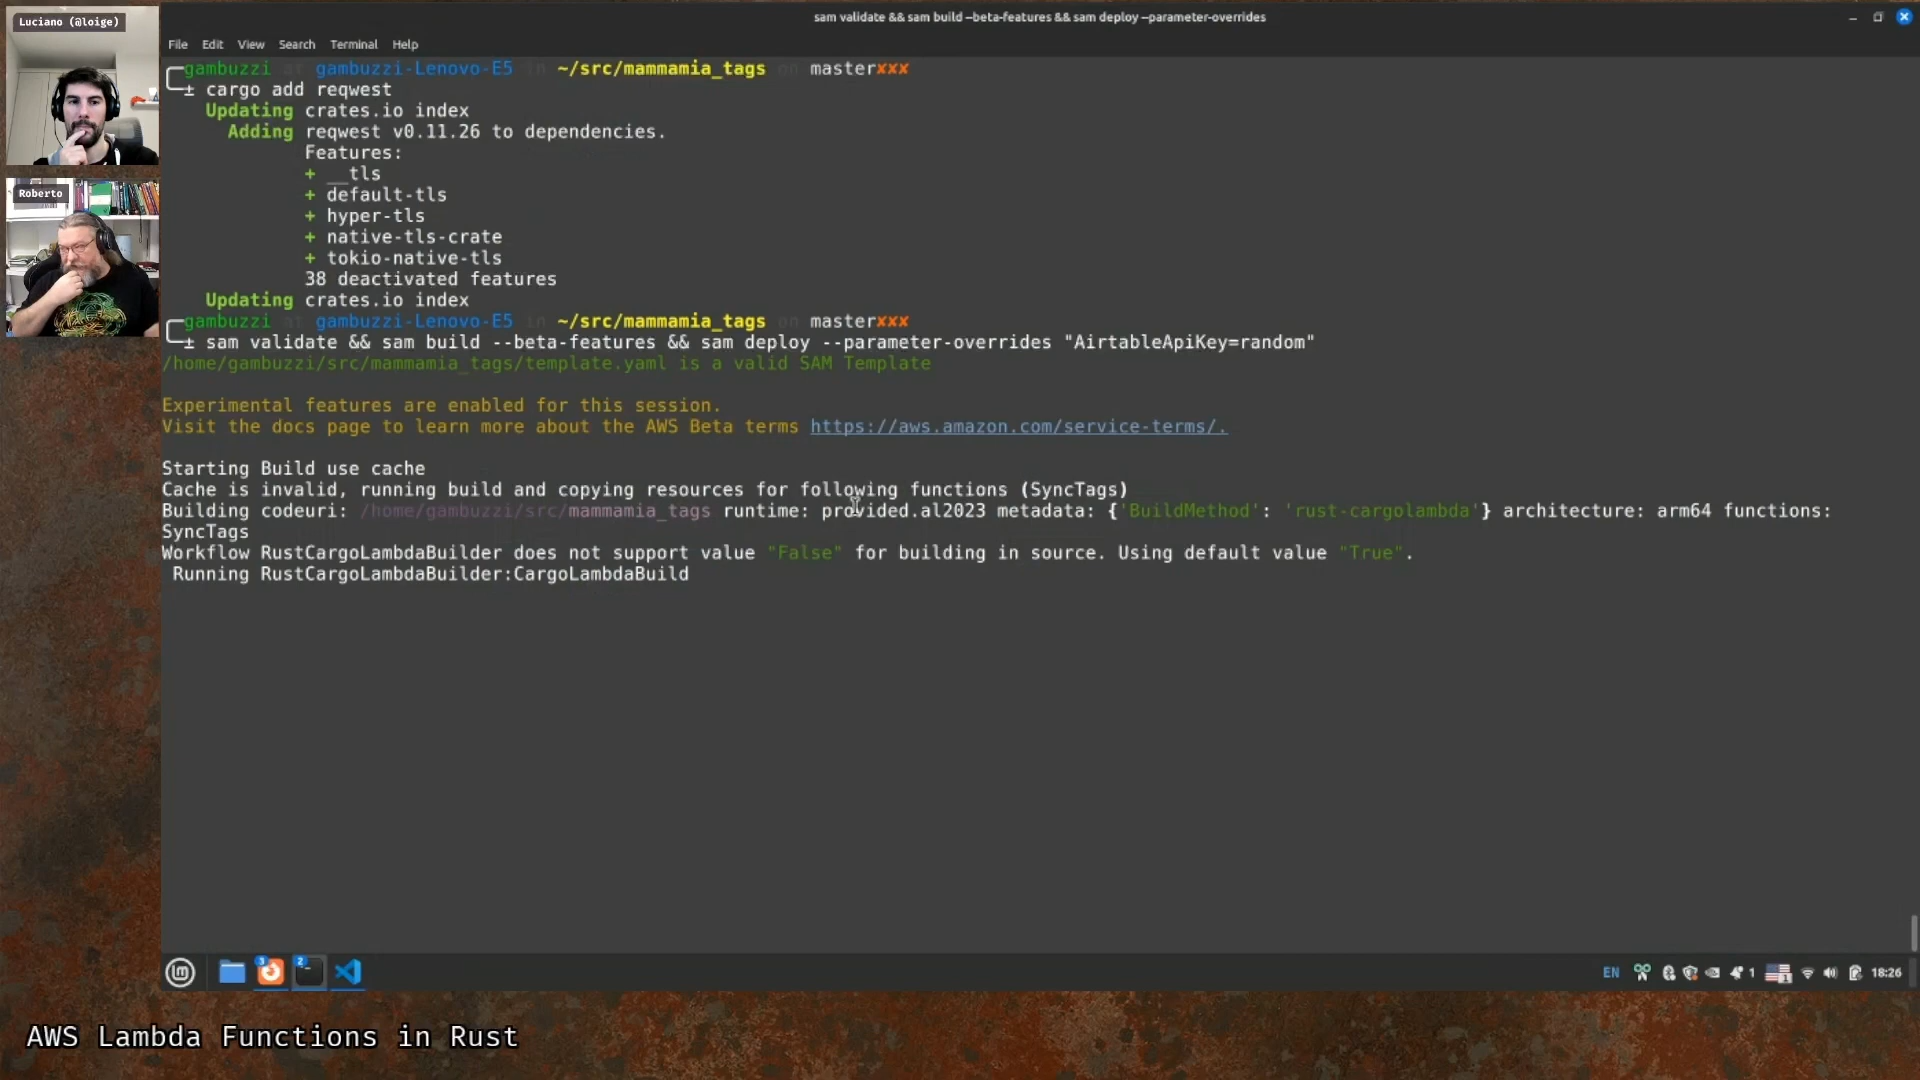 Luciano (@loige)
Roberto
sam validate && sam build --beta-features && sam deploy --parameter-overrides
File Edit View Search Terminal Help
gambuzzi at gambuzzi-Lenovo-E5 in ~/src/mammamia_tags on master✘✘✘
± cargo add reqwest
Updating crates.io index
Adding reqwest v0.11.26 to dependencies.
Features:
+ __tls
+ default-tls
+ hyper-tls
+ native-tls-crate
+ tokio-native-tls
38 deactivated features
Updating crates.io index
gambuzzi at gambuzzi-Lenovo-E5 in ~/src/mammamia_tags on master✘✘✘
± sam validate && sam build --beta-features && sam deploy --parameter-overrides "AirtableApiKey=random"
/home/gambuzzi/src/mammamia_tags/template.yaml is a valid SAM Template
Experimental features are enabled for this session.
Visit the docs page to learn more about the AWS Beta terms https://aws.amazon.com/service-terms/.
Starting Build use cache
Cache is invalid, running build and copying resources for following functions (SyncTags)
Building codeuri: /home/gambuzzi/src/mammamia_tags runtime: provided.al2023 metadata: {'BuildMethod': 'rust-cargolambda'} architecture: arm64 functions:
SyncTags
Workflow RustCargoLambdaBuilder does not support value "False" for building in source. Using default value "True".
Running RustCargoLambdaBuilder:CargoLambdaBuild
3
2
EN
1
18:26
AWS Lambda Functions in Rust